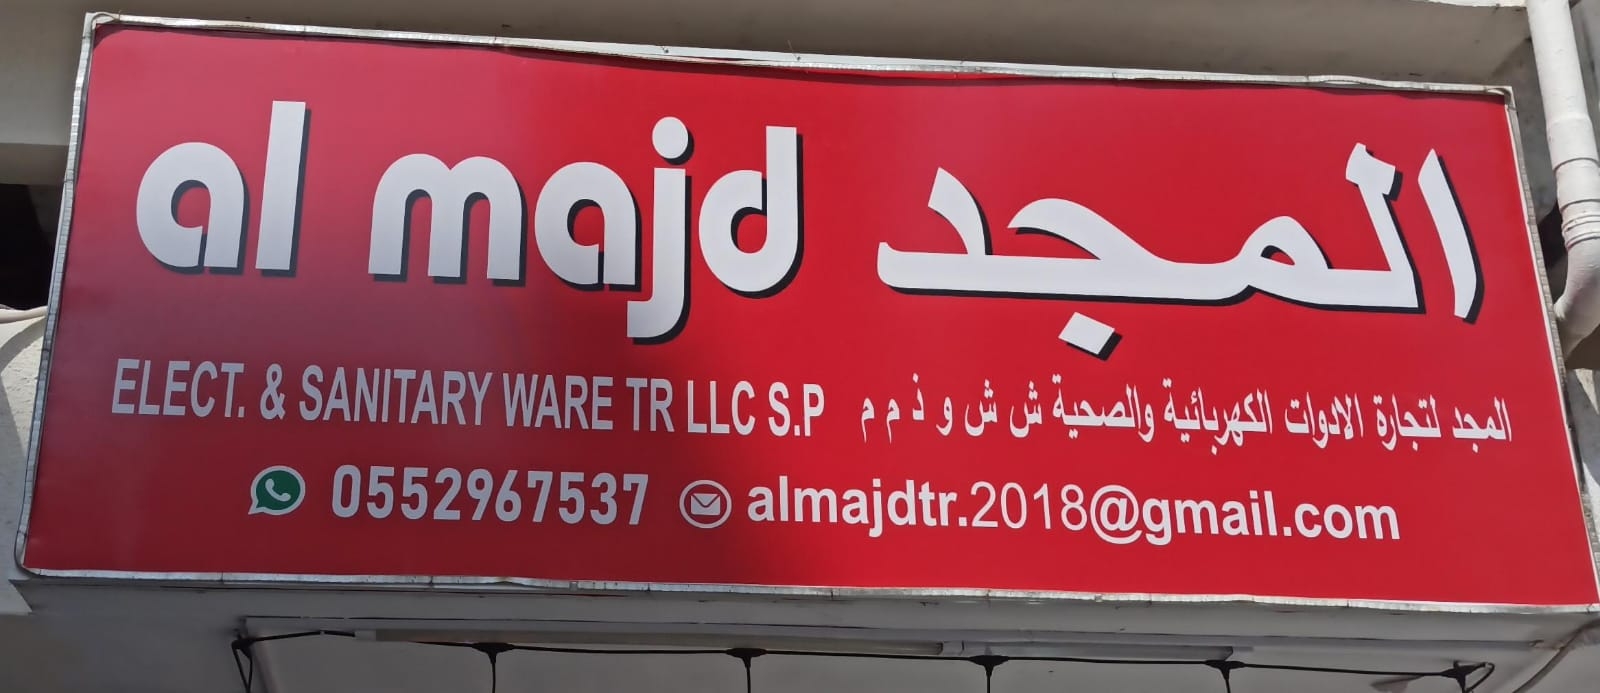 al majd المجد
ELECT. & SANITARY WARE TR LLC S.P المجد لتجارة الادوات الكهربائية والصحية ش ش و ذ م م
0552967537 almajdtr.2018@gmail.com